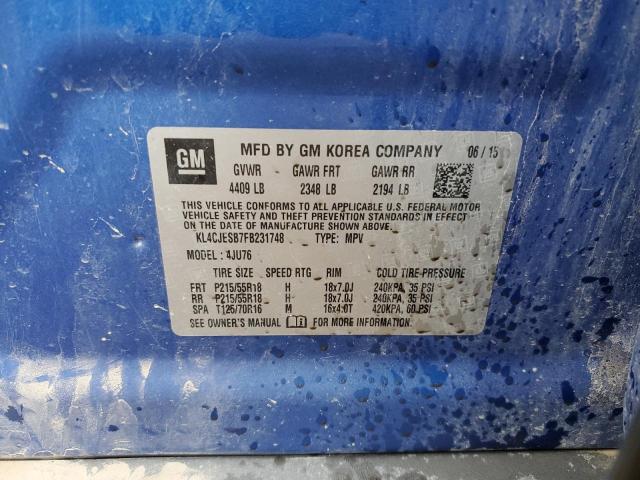 GM MFD BY GM KOREA COMPANY 06 / 15
GVWR GAWR FRT GAWR RR
4409 LB 2348 LB 2194 LB
THIS VEHICLE CONFORMS TO ALL APPLICABLE U.S. FEDERAL MOTOR
VEHICLE SAFETY AND THEFT PREVENTION STANDARDS IN EFFECT
ON THE DATE OF MANUFACTURE SHOWN ABOVE.
KL4CJESB7FB231748 TYPE: MPV
MODEL: 4JU76
TIRE SIZE SPEED RTG RIM COLD TIRE PRESSURE
FRT P215/55R18 H 18x7.0J 240KPA, 35 PSI
RR P215/55R18 H 18x7.0J 240KPA, 35 PSI
SPA T125/70R16 M 16x4.0T 420KPA, 60 PSI
SEE OWNER'S MANUAL FOR MORE INFORMATION.